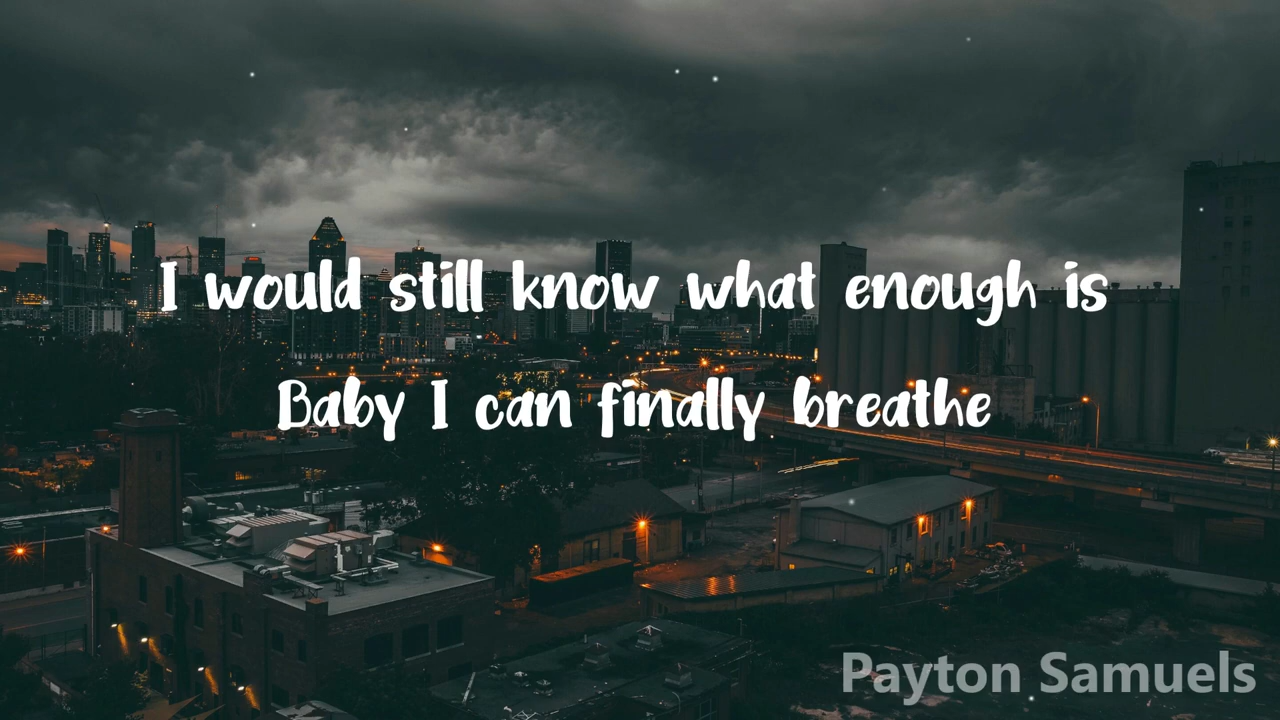 I would still know what enough is
Baby I can finally breathe
Payton Samuels